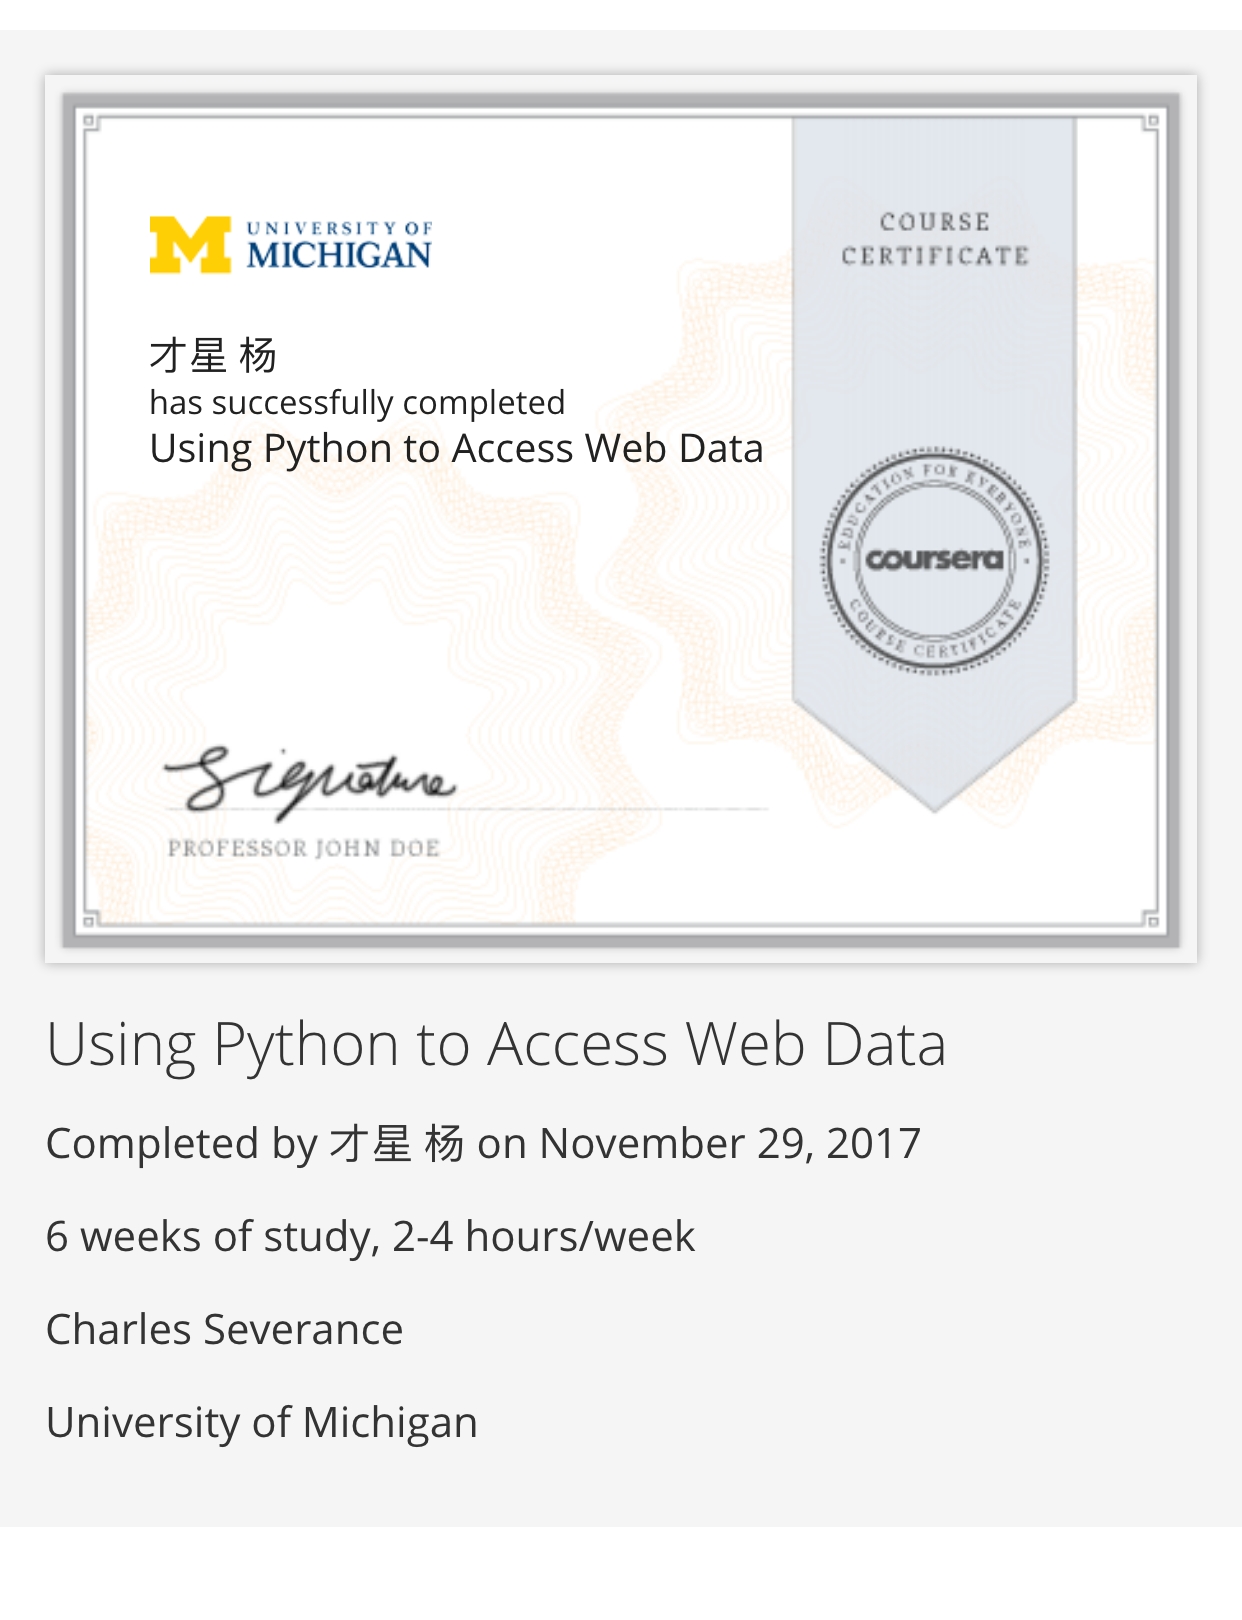 UNIVERSITY OF
MICHIGAN
COURSE
CERTIFICATE
才星 杨
has successfully completed
Using Python to Access Web Data
EDUCATION FOR EVERYONE
coursera
COURSE CERTIFICATE
Signature
PROFESSOR JOHN DOE
Using Python to Access Web Data
Completed by 才星 杨 on November 29, 2017
6 weeks of study, 2-4 hours/week
Charles Severance
University of Michigan